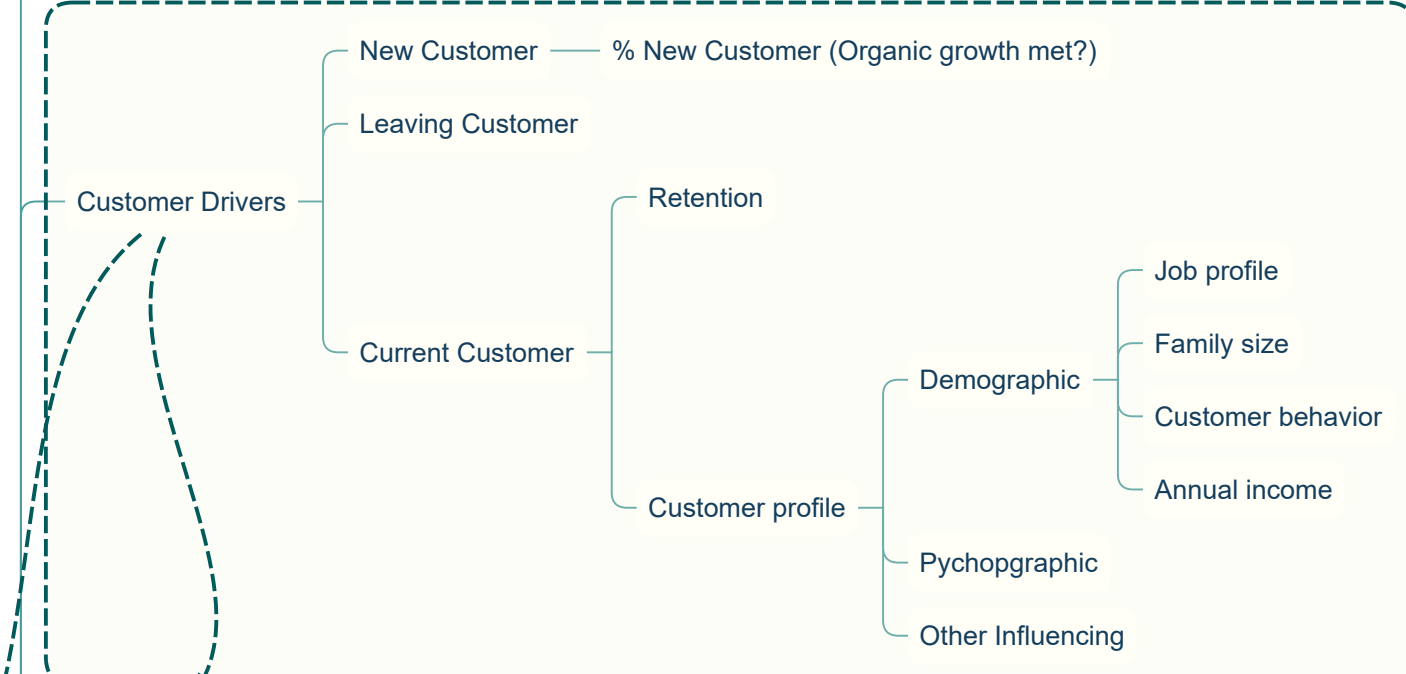 New Customer
% New Customer (Organic growth met?)
Leaving Customer
Customer Drivers
Retention
Job profile
Family size
Current Customer
Demographic
Customer behavior
Annual income
Customer profile
Pychopgraphic
Other Influencing